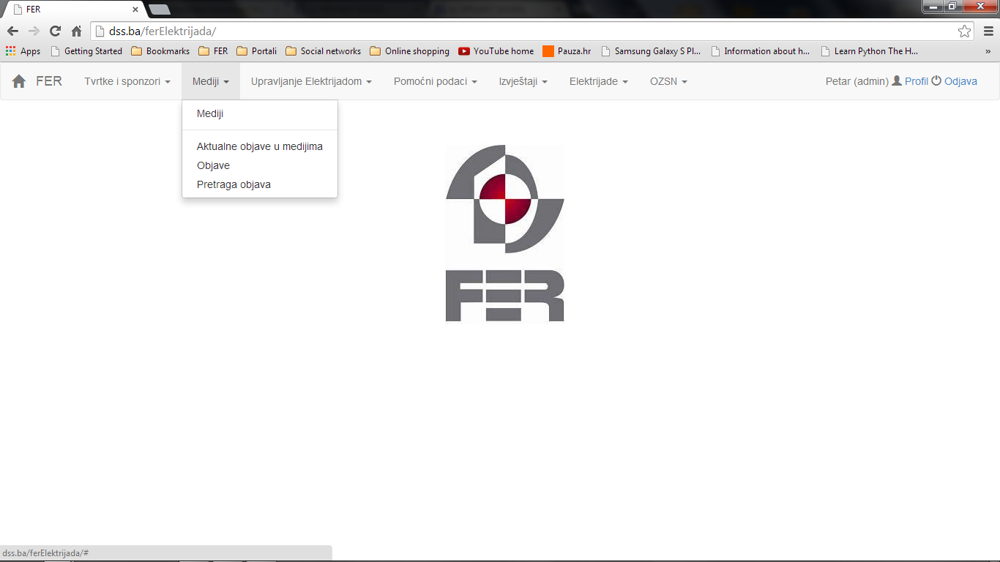 FER
dss.ba/ferElektrijada/
Apps Getting Started Bookmarks FER Portali Social networks Online shopping YouTube home Pauza.hr Samsung Galaxy S Pl... Information about h... Learn Python The H... »
FER Tvrtke i sponzori Mediji Upravljanje Elektrijadom Pomoćni podaci Izvještaji Elektrijade OZSN Petar (admin) Profil Odjava
Mediji
Aktualne objave u medijima
Objave
Pretraga objava
FER
dss.ba/ferElektrijada/#